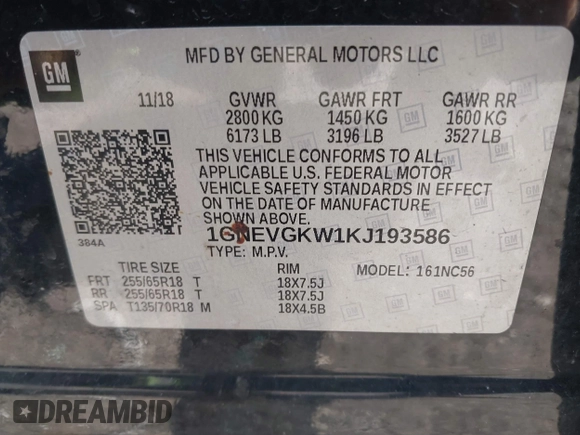 GM
MFD BY GENERAL MOTORS LLC
11/18 GVWR GAWR FRT GAWR RR
2800 KG 1450 KG 1600 KG
6173 LB 3196 LB 3527 LB
THIS VEHICLE CONFORMS TO ALL
APPLICABLE U.S. FEDERAL MOTOR
VEHICLE SAFETY STANDARDS IN EFFECT
ON THE DATE OF MANUFACTURE
SHOWN ABOVE.
384A
1GNEVGKW1KJ193586
TYPE: M.P.V. MODEL: 161NC56
TIRE SIZE RIM
FRT 255/65R18 T 18X7.5J
RR 255/65R18 T 18X7.5J
SPA T135/70R18 M 18X4.5B
DREAMBID